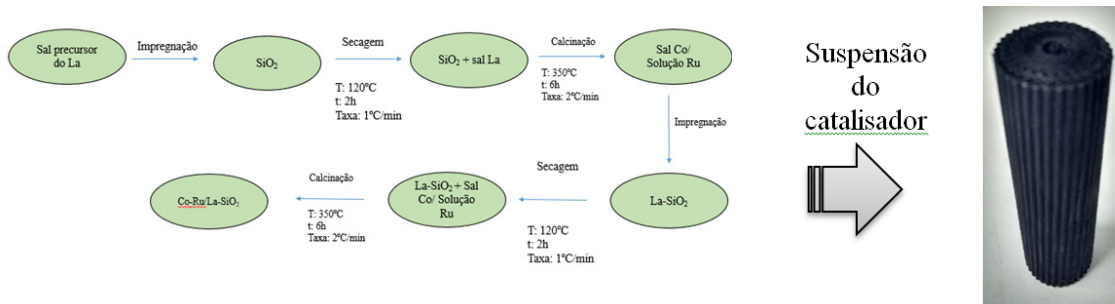 Sal precursor
do La
Impregnação
SiO₂
Secagem
T: 120ºC
t: 2h
Taxa: 1ºC/min
SiO₂ + sal La
Calcinação
T: 350ºC
t: 6h
Taxa: 2ºC/min
Sal Co/
Solução Ru
Impregnação
La-SiO₂
Secagem
T: 120ºC
t: 2h
Taxa: 1ºC/min
La-SiO₂ + Sal
Co/ Solução
Ru
Calcinação
T: 350ºC
t: 6h
Taxa: 2ºC/min
Co-Ru/La-SiO₂
Suspensão
do
catalisador